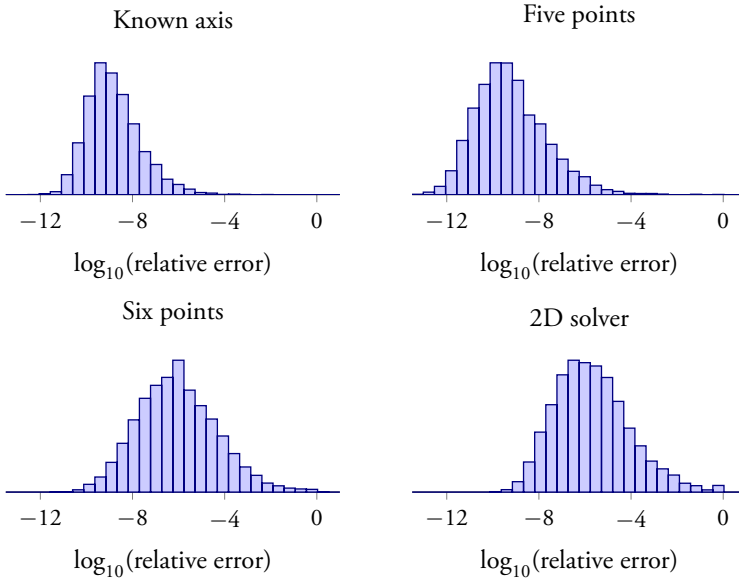 Known axis
−12 −8 −4 0
log10(relative error)
Five points
−12 −8 −4 0
log10(relative error)
Six points
−12 −8 −4 0
log10(relative error)
2D solver
−12 −8 −4 0
log10(relative error)